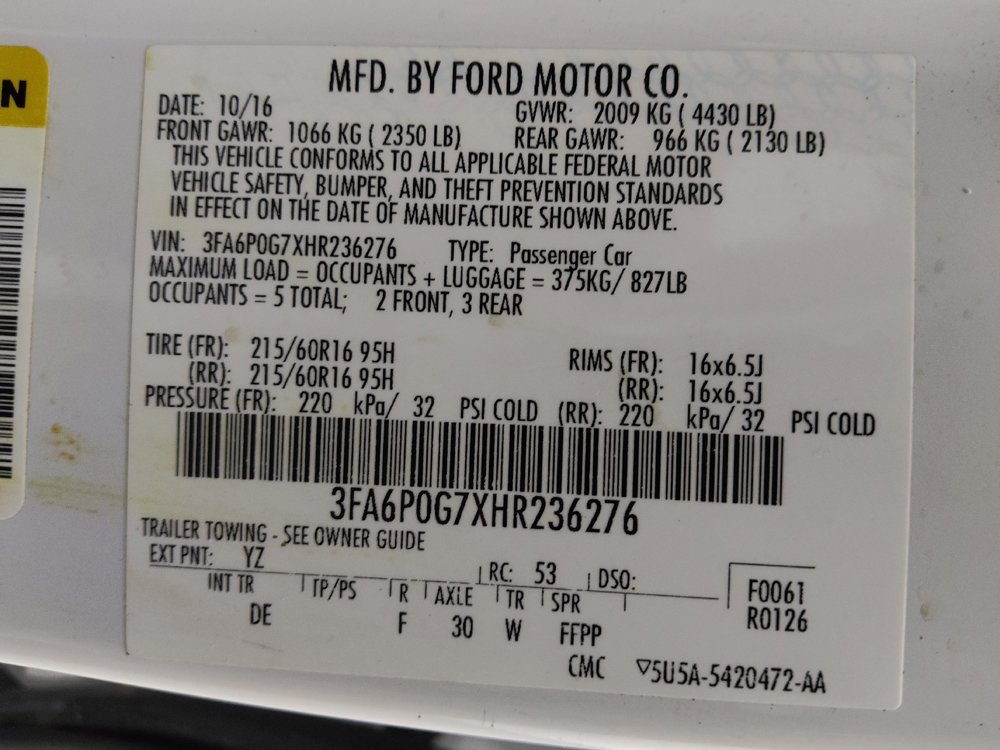 N
MFD. BY FORD MOTOR CO.
DATE: 10/16 GVWR: 2009 KG ( 4430 LB)
FRONT GAWR: 1066 KG ( 2350 LB) REAR GAWR: 966 KG ( 2130 LB)
THIS VEHICLE CONFORMS TO ALL APPLICABLE FEDERAL MOTOR
VEHICLE SAFETY, BUMPER, AND THEFT PREVENTION STANDARDS
IN EFFECT ON THE DATE OF MANUFACTURE SHOWN ABOVE.
VIN: 3FA6P0G7XHR236276 TYPE: Passenger Car
MAXIMUM LOAD = OCCUPANTS + LUGGAGE = 375KG/ 827LB
OCCUPANTS = 5 TOTAL; 2 FRONT, 3 REAR
TIRE (FR): 215/60R16 95H RIMS (FR): 16x6.5J
(RR): 215/60R16 95H (RR): 16x6.5J
PRESSURE (FR): 220 kPa/ 32 PSI COLD (RR): 220 kPa/ 32 PSI COLD
3FA6P0G7XHR236276
TRAILER TOWING - SEE OWNER GUIDE
EXT PNT: YZ RC: 53 DSO: F0061
INT TR TP/PS R AXLE TR SPR R0126
DE F 30 W FFPP
CMC ▽5U5A-5420472-AA